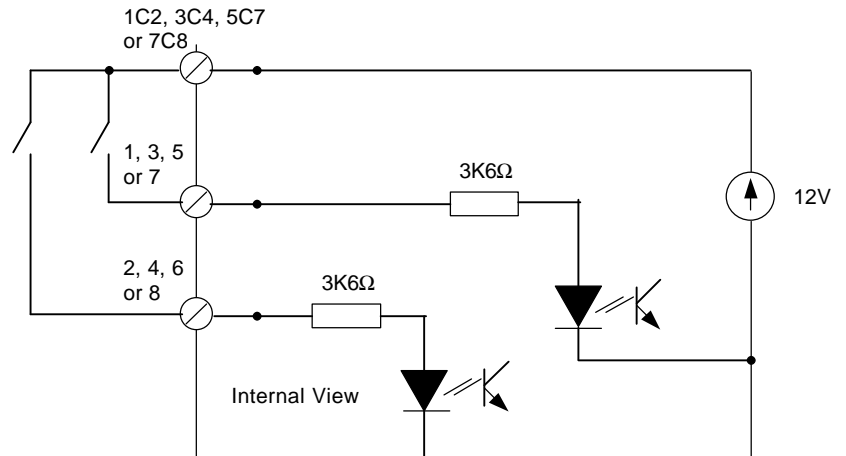 1C2, 3C4, 5C7
or 7C8
1, 3, 5
or 7
3K6Ω
12V
2, 4, 6
or 8
3K6Ω
Internal View